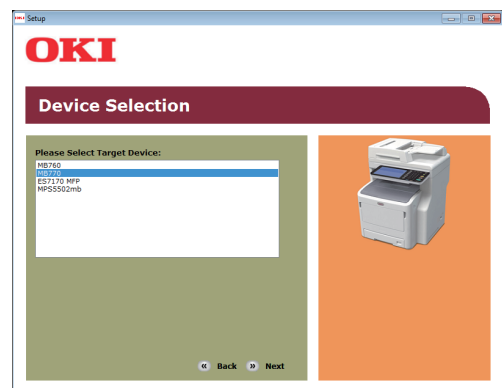 Setup
OKI
Device Selection
Please Select Target Device:
MB760
MB770
ES7170 MFP
MPS5502mb
Back Next